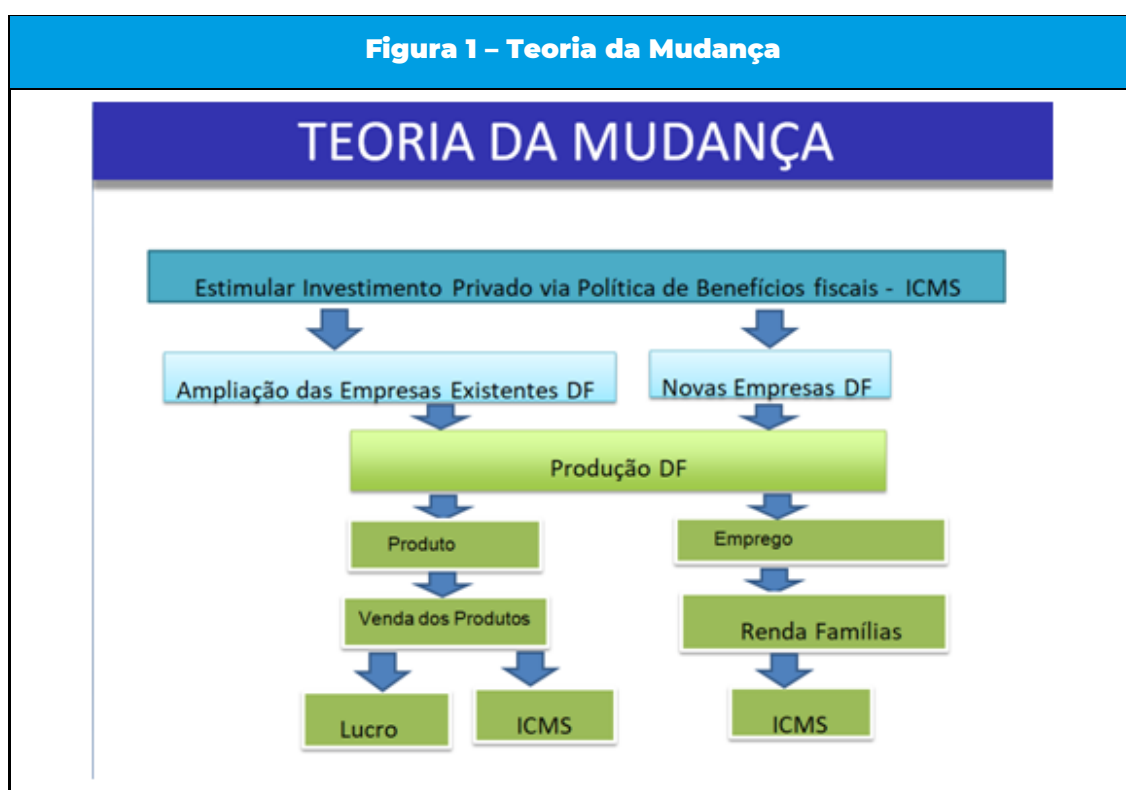 Figura 1 – Teoria da Mudança
TEORIA DA MUDANÇA
Estimular Investimento Privado via Política de Benefícios fiscais - ICMS
Ampliação das Empresas Existentes DF
Novas Empresas DF
Produção DF
Produto
Emprego
Venda dos Produtos
Renda Famílias
Lucro
ICMS
ICMS